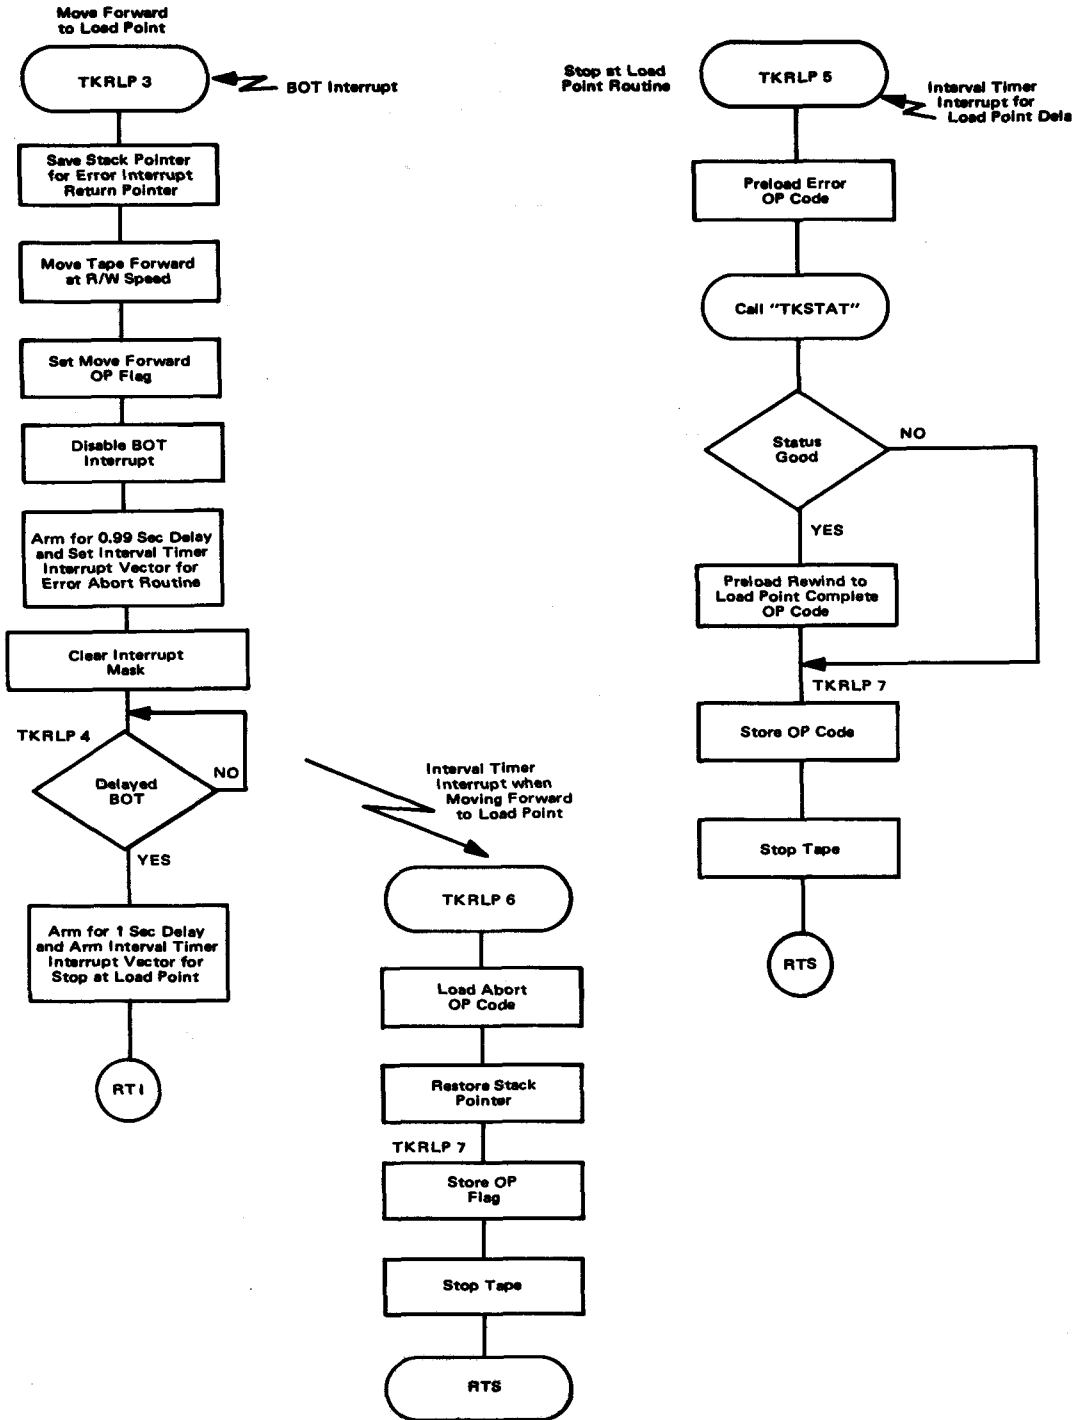 Move Forward
to Load Point
TKRLP 3
BOT Interrupt
Save Stack Pointer
for Error Interrupt
Return Pointer
Move Tape Forward
at R/W Speed
Set Move Forward
OP Flag
Disable BOT
Interrupt
Arm for 0.99 Sec Delay
and Set Interval Timer
Interrupt Vector for
Error Abort Routine
Clear Interrupt
Mask
TKRLP 4
Delayed
BOT
NO
YES
Arm for 1 Sec Delay
and Arm Interval Timer
Interrupt Vector for
Stop at Load Point
RTI
Interval Timer
Interrupt when
Moving Forward
to Load Point
TKRLP 6
Load Abort
OP Code
Restore Stack
Pointer
TKRLP 7
Store OP
Flag
Stop Tape
RTS
Stop at Load
Point Routine
TKRLP 5
Interval Timer
Interrupt for
Load Point Dela
Preload Error
OP Code
Call "TKSTAT"
Status
Good
NO
YES
Preload Rewind to
Load Point Complete
OP Code
TKRLP 7
Store OP Code
Stop Tape
RTS